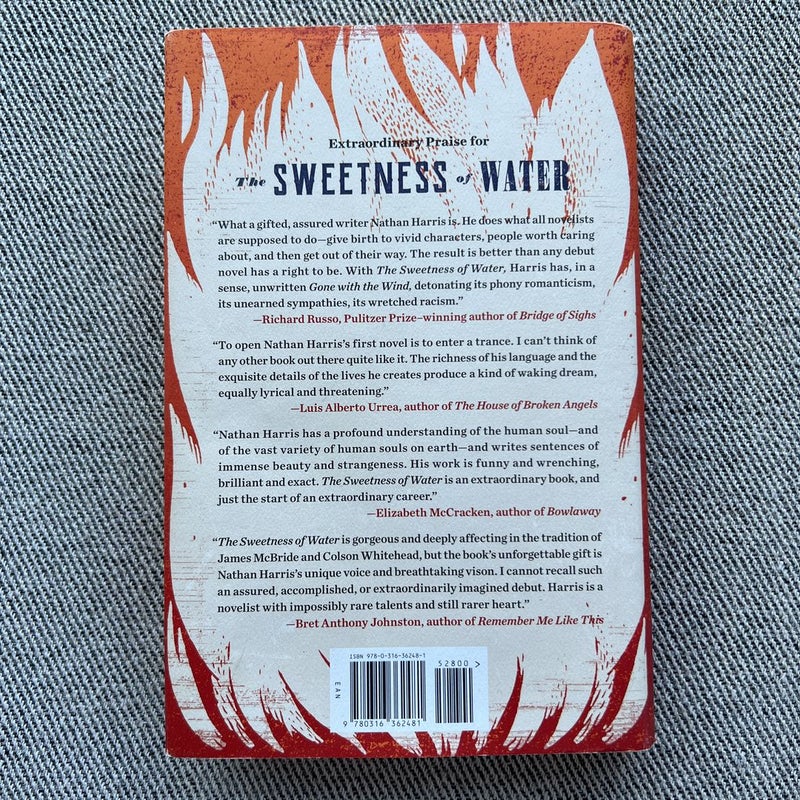 Extraordinary Praise for
The SWEETNESS of WATER
“What a gifted, assured writer Nathan Harris is. He does what all novelists
are supposed to do—give birth to vivid characters, people worth caring
about, and then get out of their way. The result is better than any debut
novel has a right to be. With The Sweetness of Water, Harris has, in a
sense, unwritten Gone with the Wind, detonating its phony romanticism,
its unearned sympathies, its wretched racism.”
—Richard Russo, Pulitzer Prize–winning author of Bridge of Sighs
“To open Nathan Harris’s first novel is to enter a trance. I can’t think of
any other book out there quite like it. The richness of his language and the
exquisite details of the lives he creates produce a kind of waking dream,
equally lyrical and threatening.”
—Luis Alberto Urrea, author of The House of Broken Angels
“Nathan Harris has a profound understanding of the human soul—and
of the vast variety of human souls on earth—and writes sentences of
immense beauty and strangeness. His work is funny and wrenching,
brilliant and exact. The Sweetness of Water is an extraordinary book, and
just the start of an extraordinary career.”
—Elizabeth McCracken, author of Bowlaway
“The Sweetness of Water is gorgeous and deeply affecting in the tradition of
James McBride and Colson Whitehead, but the book’s unforgettable gift is
Nathan Harris’s unique voice and breathtaking vison. I cannot recall such
an assured, accomplished, or extraordinarily imagined debut. Harris is a
novelist with impossibly rare talents and still rarer heart.”
—Bret Anthony Johnston, author of Remember Me Like This
ISBN 978-0-316-36248-1
52800 >
EAN
9 780316 362481